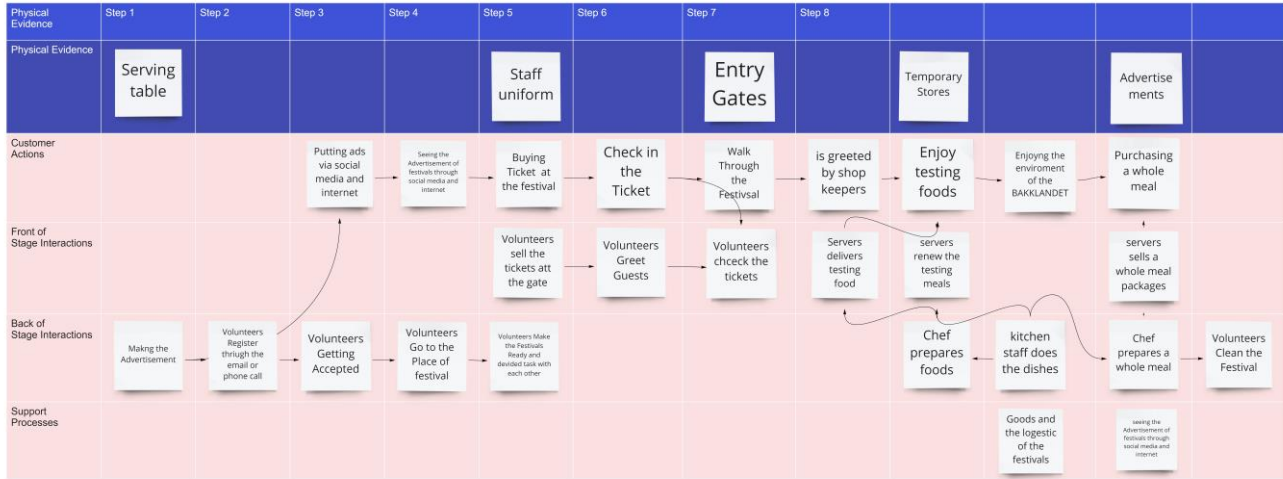 Physical
Evidence
Step 1
Step 2
Step 3
Step 4
Step 5
Step 6
Step 7
Step 8
Physical Evidence
Serving
table
Staff
uniform
Entry
Gates
Temporary
Stores
Advertise
ments
Customer
Actions
Putting ads
via social
media and
internet
Seeing the
Advertisement of
festivals through
social media and
internet
Buying
Ticket at
the festival
Check in
the Ticket
Walk
Through
the
Festivsal
is greeted
by shop
keepers
Enjoy
testing
foods
Enjoyng the
enviroment
of the
BAKKLANDET
Purchasing
a whole
meal
Front of
Stage Interactions
Volunteers
sell the
tickets att
the gate
Volunteers
Greet
Guests
Volunteers
chceck the
tickets
Servers
delivers
testing
food
servers
renew the
testing
meals
servers
sells a
whole meal
packages
Back of
Stage Interactions
Makng the
Advertisement
Volunteers
Register
thriugh the
email or
phone call
Volunteers
Getting
Accepted
Volunteers
Go to the
Place of
festival
Volunteers Make
the Festivals
Ready and
devided task with
each other
Chef
prepares
foods
kitchen
staff does
the dishes
Chef
prepares a
whole meal
Volunteers
Clean the
Festival
Support
Processes
Goods and
the logestic
of the
festivals
seeing the
Advertisement of
festivals through
social media and
internet